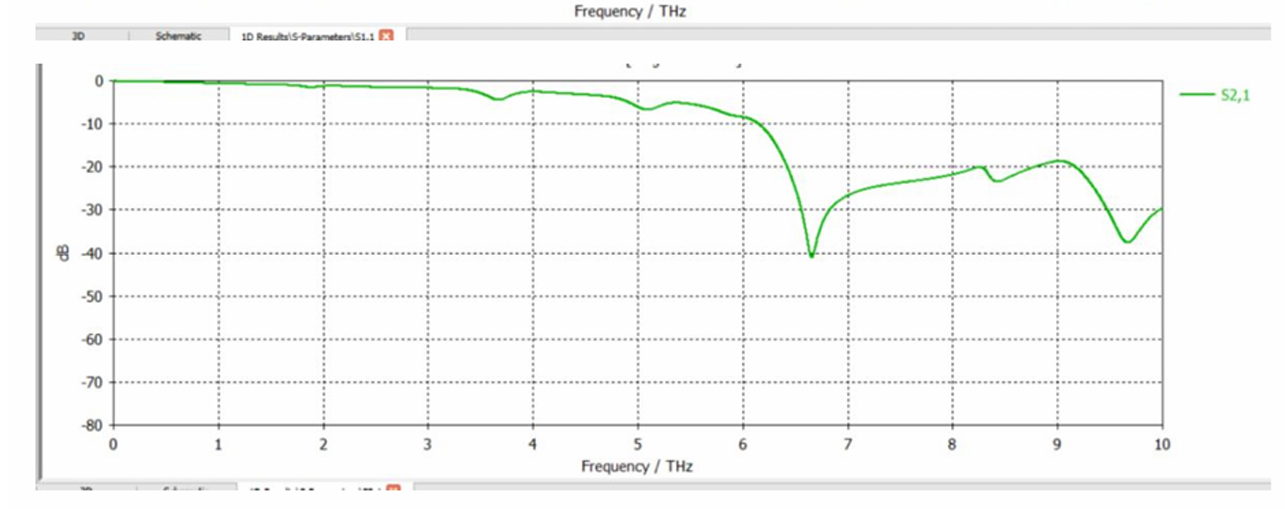 Frequency / THz
3D Schematic 1D Results\S-Parameters\S1,1
0 S2,1
-10
-20
-30
dB -40
-50
-60
-70
-80
0 1 2 3 4 5 6 7 8 9 10
Frequency / THz